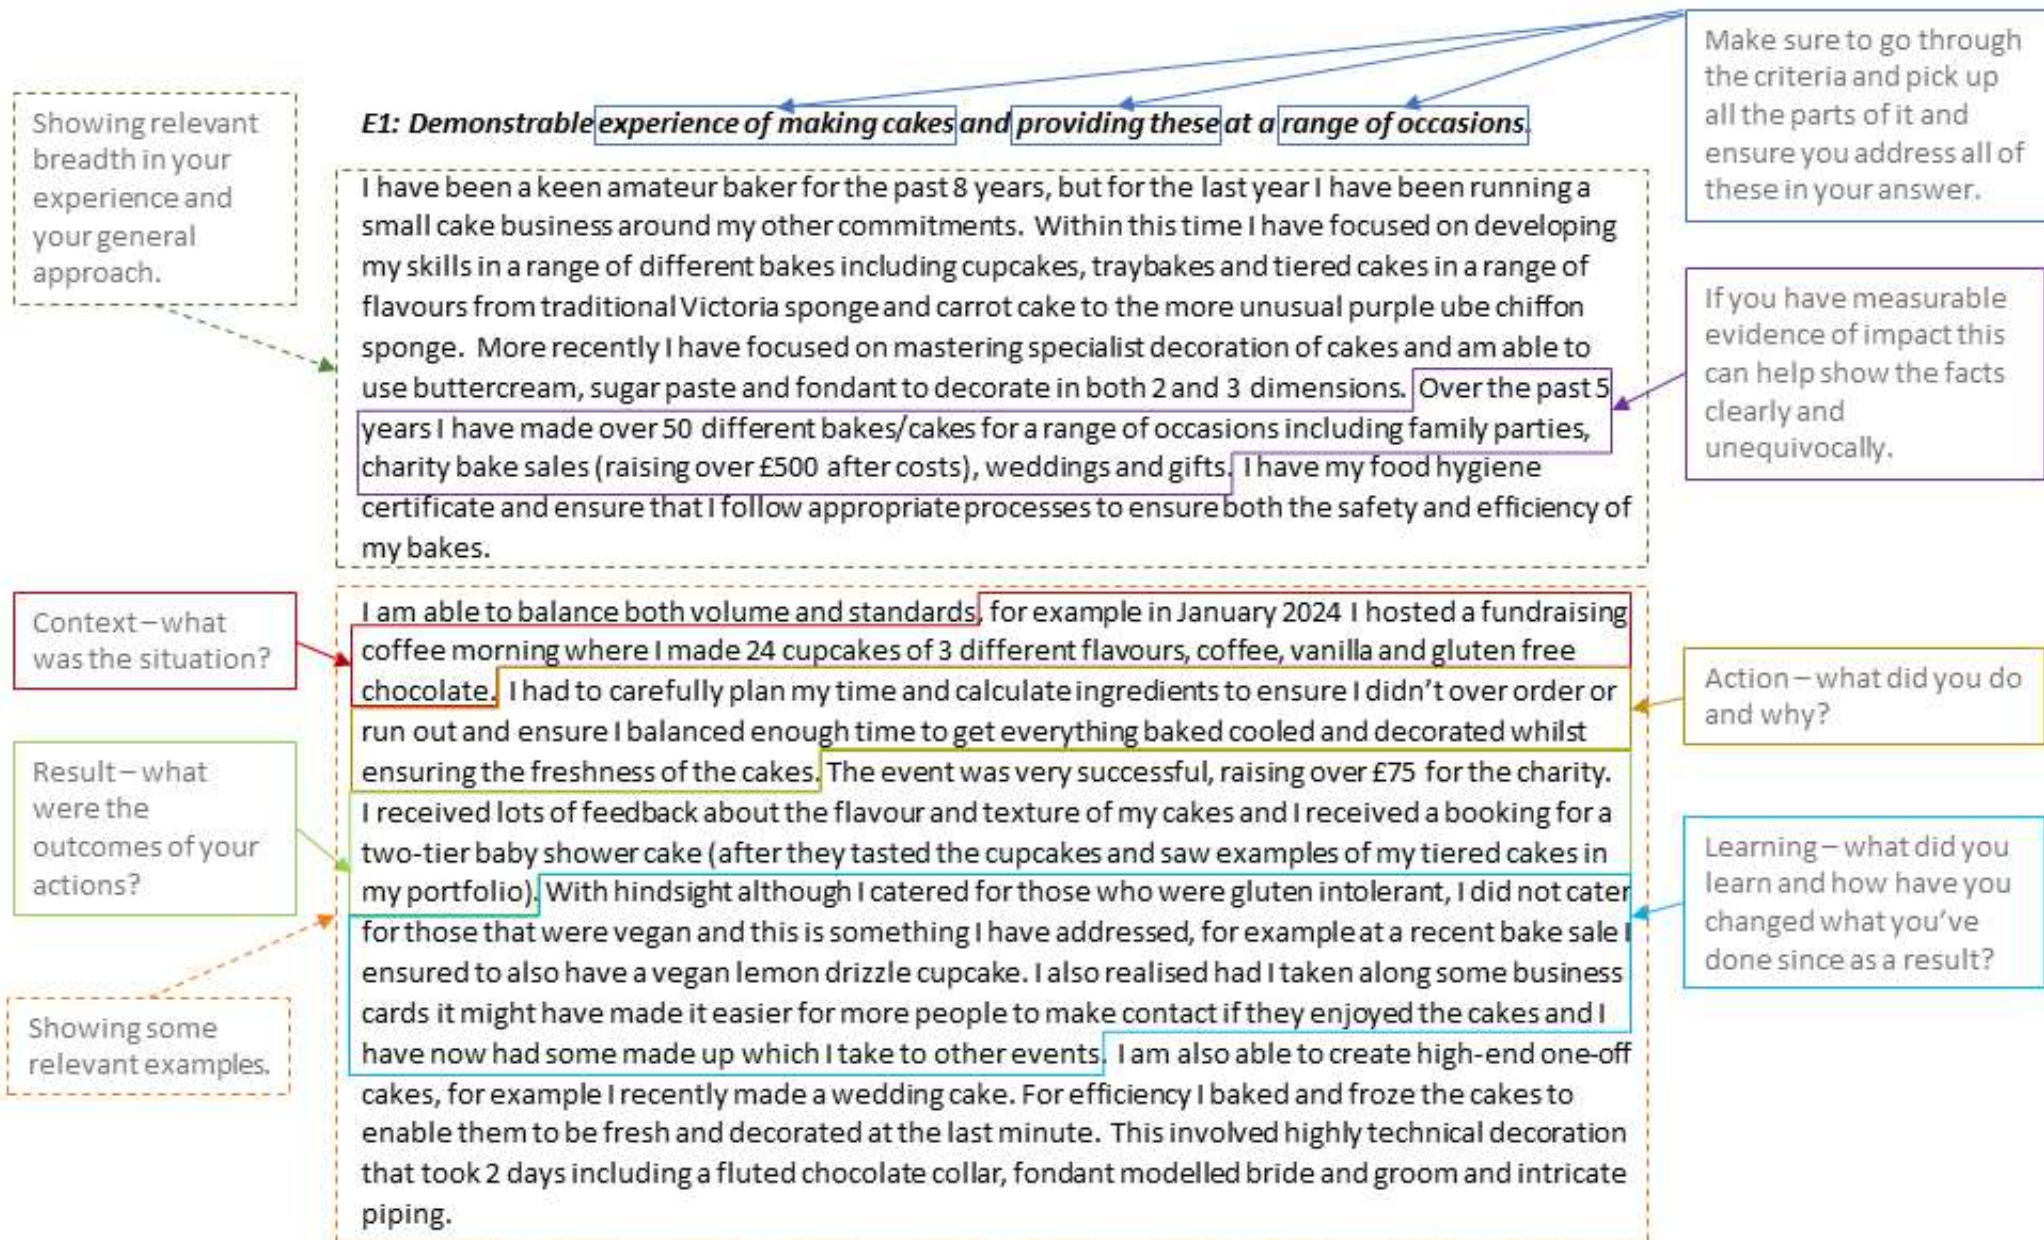 Make sure to go through
the criteria and pick up
all the parts of it and
ensure you address all of
these in your answer.
Showing relevant
breadth in your
experience and
your general
approach.
E1: Demonstrable experience of making cakes and providing these at a range of occasions.
I have been a keen amateur baker for the past 8 years, but for the last year I have been running a
small cake business around my other commitments. Within this time I have focused on developing
my skills in a range of different bakes including cupcakes, traybakes and tiered cakes in a range of
flavours from traditional Victoria sponge and carrot cake to the more unusual purple ube chiffon
sponge. More recently I have focused on mastering specialist decoration of cakes and am able to
use buttercream, sugar paste and fondant to decorate in both 2 and 3 dimensions. Over the past 5
years I have made over 50 different bakes/cakes for a range of occasions including family parties,
charity bake sales (raising over £500 after costs), weddings and gifts. I have my food hygiene
certificate and ensure that I follow appropriate processes to ensure both the safety and efficiency of
my bakes.
If you have measurable
evidence of impact this
can help show the facts
clearly and
unequivocally.
Context – what
was the situation?
I am able to balance both volume and standards, for example in January 2024 I hosted a fundraising
coffee morning where I made 24 cupcakes of 3 different flavours, coffee, vanilla and gluten free
chocolate. I had to carefully plan my time and calculate ingredients to ensure I didn't over order or
run out and ensure I balanced enough time to get everything baked cooled and decorated whilst
ensuring the freshness of the cakes. The event was very successful, raising over £75 for the charity.
I received lots of feedback about the flavour and texture of my cakes and I received a booking for a
two-tier baby shower cake (after they tasted the cupcakes and saw examples of my tiered cakes in
my portfolio). With hindsight although I catered for those who were gluten intolerant, I did not cater
for those that were vegan and this is something I have addressed, for example at a recent bake sale I
ensured to also have a vegan lemon drizzle cupcake. I also realised had I taken along some business
cards it might have made it easier for more people to make contact if they enjoyed the cakes and I
have now had some made up which I take to other events. I am also able to create high-end one-off
cakes, for example I recently made a wedding cake. For efficiency I baked and froze the cakes to
enable them to be fresh and decorated at the last minute. This involved highly technical decoration
that took 2 days including a fluted chocolate collar, fondant modelled bride and groom and intricate
piping.
Action – what did you do
and why?
Result – what
were the
outcomes of your
actions?
Learning – what did you
learn and how have you
changed what you've
done since as a result?
Showing some
relevant examples.